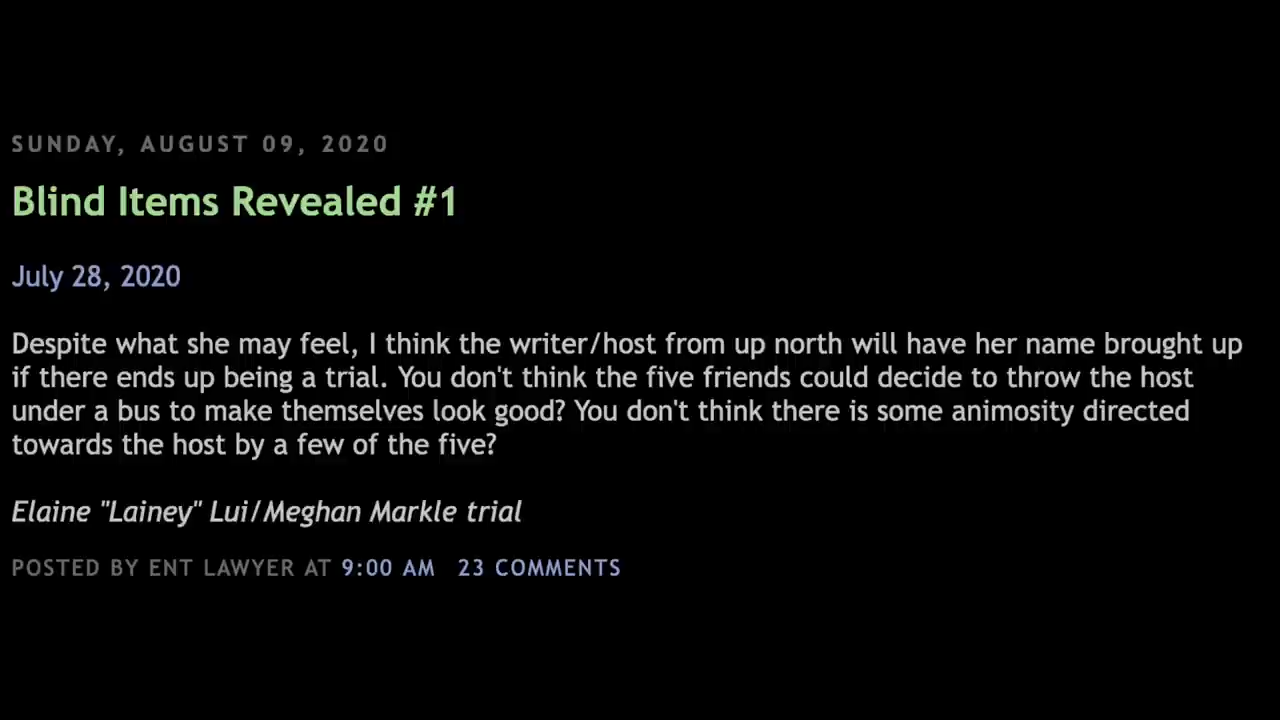 SUNDAY, AUGUST 09, 2020
Blind Items Revealed #1
July 28, 2020
Despite what she may feel, I think the writer/host from up north will have her name brought up
if there ends up being a trial. You don't think the five friends could decide to throw the host
under a bus to make themselves look good? You don't think there is some animosity directed
towards the host by a few of the five?
Elaine "Lainey" Lui/Meghan Markle trial
POSTED BY ENT LAWYER AT 9:00 AM 23 COMMENTS